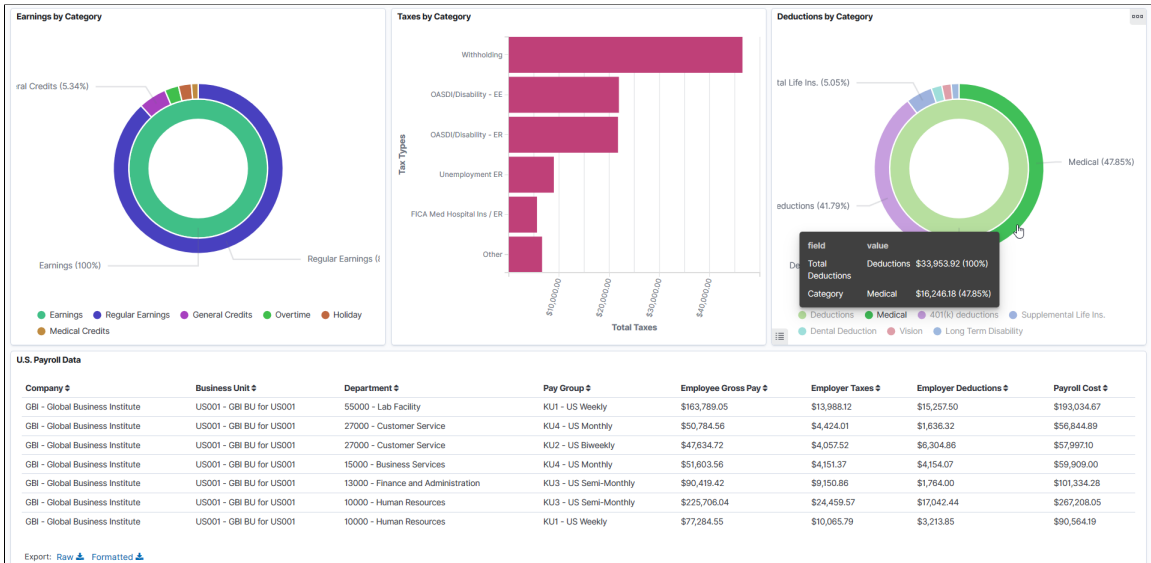 Earnings by Category
ral Credits (5.34%)
Earnings (100%)
Regular Earnings (8
Earnings Regular Earnings General Credits Overtime Holiday
Medical Credits
Taxes by Category
Tax Types
Withholding
OASDI/Disability - EE
OASDI/Disability - ER
Unemployment ER
FICA Med Hospital Ins / ER
Other
$10,000.00 $20,000.00 $30,000.00 $40,000.00
Total Taxes
Deductions by Category
tal Life Ins. (5.05%)
Medical (47.85%)
eductions (41.79%)
De
field value
Total Deductions $33,953.92 (100%)
Deductions
Category Medical $16,246.18 (47.85%)
Deductions Medical 401(k) deductions Supplemental Life Ins.
Dental Deduction Vision Long Term Disability
U.S. Payroll Data
Company Business Unit Department Pay Group Employee Gross Pay Employer Taxes Employer Deductions Payroll Cost
GBI - Global Business Institute US001 - GBI BU for US001 55000 - Lab Facility KU1 - US Weekly $163,789.05 $13,988.12 $15,257.50 $193,034.67
GBI - Global Business Institute US001 - GBI BU for US001 27000 - Customer Service KU4 - US Monthly $50,784.56 $4,424.01 $1,636.32 $56,844.89
GBI - Global Business Institute US001 - GBI BU for US001 27000 - Customer Service KU2 - US Biweekly $47,634.72 $4,057.52 $6,304.86 $57,997.10
GBI - Global Business Institute US001 - GBI BU for US001 15000 - Business Services KU4 - US Monthly $51,603.56 $4,151.37 $4,154.07 $59,909.00
GBI - Global Business Institute US001 - GBI BU for US001 13000 - Finance and Administration KU3 - US Semi-Monthly $90,419.42 $9,150.86 $1,764.00 $101,334.28
GBI - Global Business Institute US001 - GBI BU for US001 10000 - Human Resources KU3 - US Semi-Monthly $225,706.04 $24,459.57 $17,042.44 $267,208.05
GBI - Global Business Institute US001 - GBI BU for US001 10000 - Human Resources KU1 - US Weekly $77,284.55 $10,065.79 $3,213.85 $90,564.19
Export: Raw Formatted